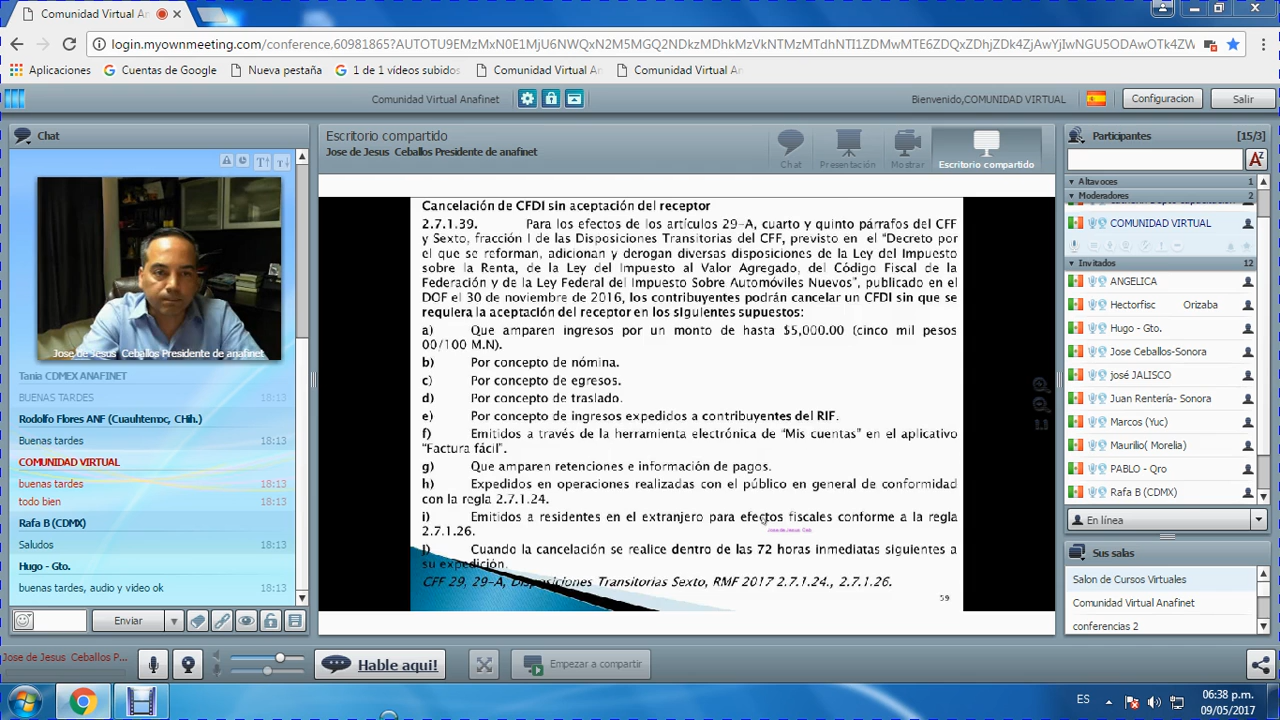 Comunidad Virtual An
login.myownmeeting.com/conference.60981865?
Aplicaciones
Cuentas de Google
Nueva pestaña
1 de 1 vídeos subidos
Comunidad Virtual An
Comunidad Virtual An
Comunidad Virtual Anafinet
Bienvenido,COMUNIDAD VIRTUAL
Configuracion
Salir
Chat
Jose de Jesus Ceballos Presidente de anafinet
Tania CDMEX ANAFINET
BUENAS TARDES 18:13
Rodolfo Flores ANF (Cuauhtemoc, CHih.)
Buenas tardes 18:13
COMUNIDAD VIRTUAL
buenas tardes 18:13
todo bien 18:13
Rafa B (CDMX)
Saludos 18:13
Hugo - Gto.
buenas tardes, audio y video ok 18:13
Enviar
Escritorio compartido
Jose de Jesus Ceballos Presidente de anafinet
Chat
Presentación
Mostrar
Escritorio compartido
Cancelación de CFDI sin aceptación del receptor
2.7.1.39. Para los efectos de los artículos 29-A, cuarto y quinto párrafos del CFF
y Sexto, fracción I de las Disposiciones Transitorias del CFF, previsto en el "Decreto por
el que se reforman, adicionan y derogan diversas disposiciones de la Ley del Impuesto
sobre la Renta, de la Ley del Impuesto al Valor Agregado, del Código Fiscal de la
Federación y de la Ley Federal del Impuesto Sobre Automóviles Nuevos", publicado en el
DOF el 30 de noviembre de 2016, los contribuyentes podrán cancelar un CFDI sin que se
requiera la aceptación del receptor en los siguientes supuestos:
a) Que amparen ingresos por un monto de hasta $5,000.00 (cinco mil pesos
00/100 M.N).
b) Por concepto de nómina.
c) Por concepto de egresos.
d) Por concepto de traslado.
e) Por concepto de ingresos expedidos a contribuyentes del RIF.
f) Emitidos a través de la herramienta electrónica de "Mis cuentas" en el aplicativo
"Factura fácil".
g) Que amparen retenciones e información de pagos.
h) Expedidos en operaciones realizadas con el público en general de conformidad
con la regla 2.7.1.24.
i) Emitidos a residentes en el extranjero para efectos fiscales conforme a la regla
2.7.1.26.
j) Cuando la cancelación se realice dentro de las 72 horas inmediatas siguientes a
su expedición.
CFF 29, 29-A, Disposiciones Transitorias Sexto, RMF 2017 2.7.1.24., 2.7.1.26.
59
Participantes [15/3]
Altavoces 1
Moderadores 2
COMUNIDAD VIRTUAL
Invitados 12
ANGELICA
Hectorfisc Orizaba
Hugo - Gto.
Jose Ceballos-Sonora
josé JALISCO
Juan Rentería- Sonora
Marcos (Yuc)
Maurilio( Morelia)
PABLO - Qro
Rafa B (CDMX)
En línea
Sus salas
Salon de Cursos Virtuales
Comunidad Virtual Anafinet
conferencias 2
Jose de Jesus Ceballos P...
Hable aqui!
Empezar a compartir
ES
06:38 p.m.
09/05/2017